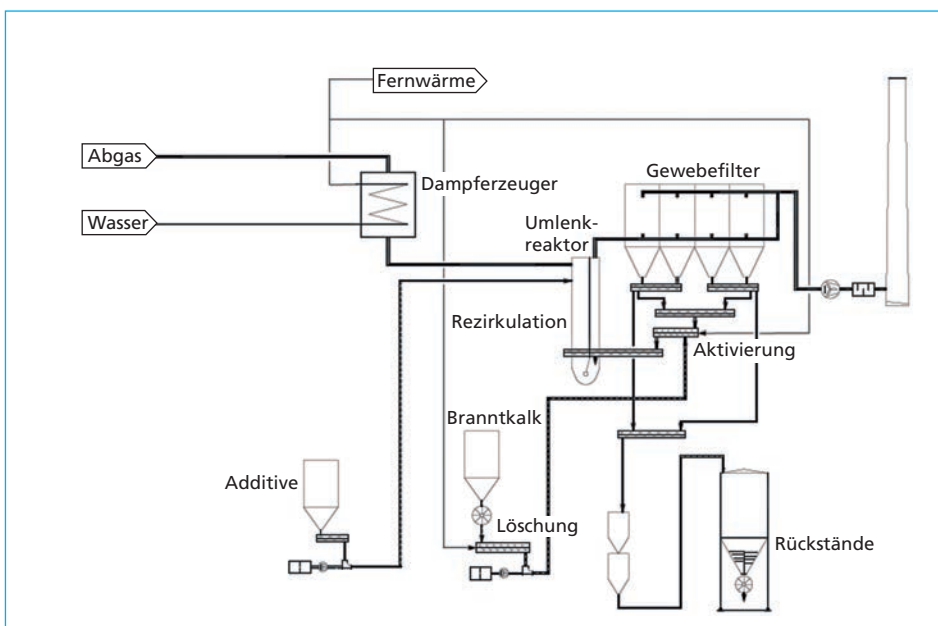 Fernwärme
Abgas
Gewebefilter
Dampferzeuger
Wasser
Umlenk-
reaktor
Rezirkulation
Aktivierung
Branntkalk
Additive
Löschung
Rückstände